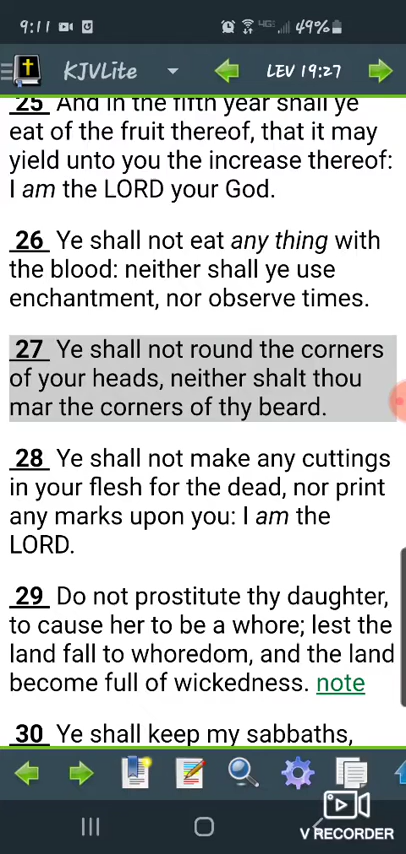 9:11 49%
KJVLite LEV 19:27
25 And in the fifth year shall ye
eat of the fruit thereof, that it may
yield unto you the increase thereof:
I am the LORD your God.
26 Ye shall not eat any thing with
the blood: neither shall ye use
enchantment, nor observe times.
27 Ye shall not round the corners
of your heads, neither shalt thou
mar the corners of thy beard.
28 Ye shall not make any cuttings
in your flesh for the dead, nor print
any marks upon you: I am the
LORD.
29 Do not prostitute thy daughter,
to cause her to be a whore; lest the
land fall to whoredom, and the land
become full of wickedness. note
30 Ye shall keep my sabbaths,
V RECORDER